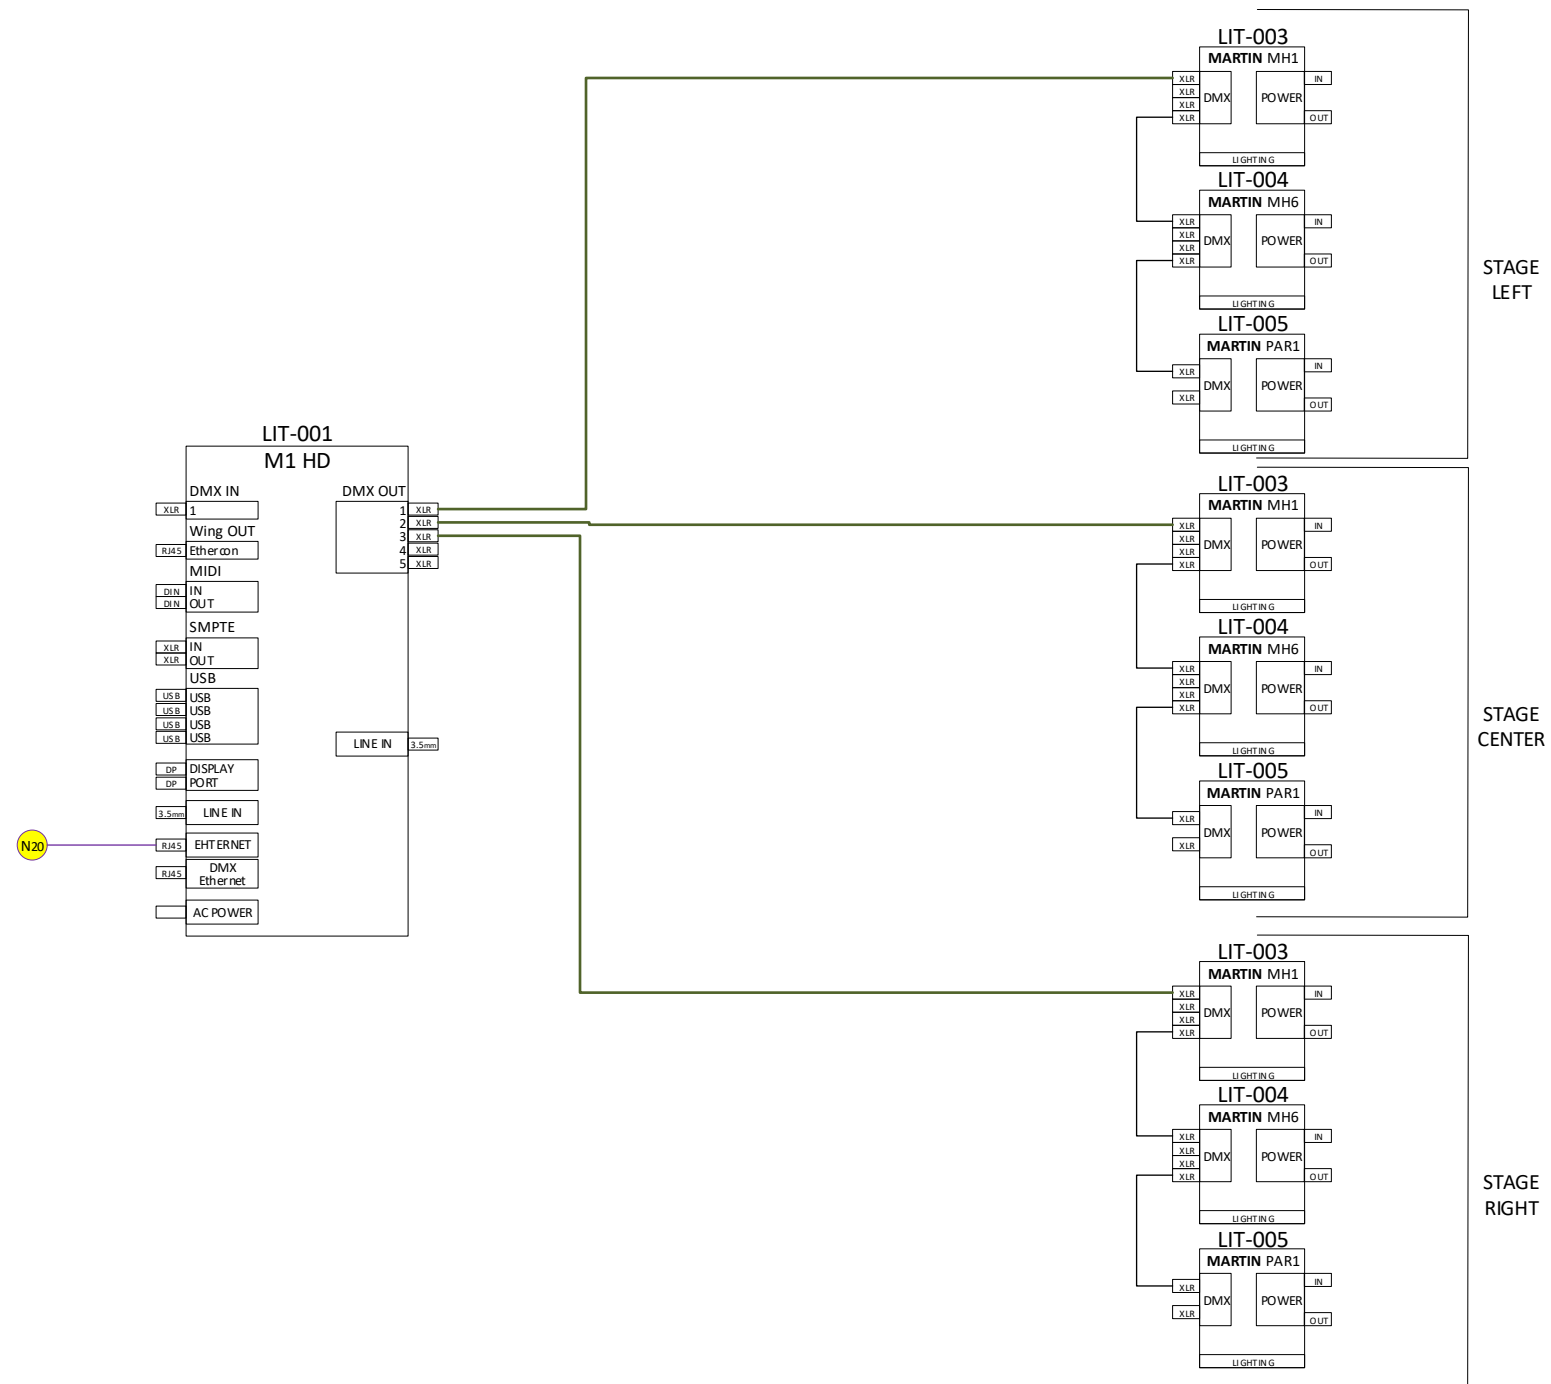 LIT-001
M1 HD
DMX IN
XLR 1
Wing OUT
RJ45 Ethercon
MIDI
DIN IN
DIN OUT
SMPTE
XLR IN
XLR OUT
USB
USB USB
USB USB
USB USB
USB USB
DP DISPLAY
DP PORT
3.5mm LINE IN
N20 RJ45 EHTERNET
RJ45 DMX
Ethernet
AC POWER
DMX OUT
1 XLR
2 XLR
3 XLR
4 XLR
5 XLR
LINE IN 3.5mm
LIT-003
MARTIN MH1
XLR IN
XLR
DMX POWER
XLR
XLR OUT
LIGHTING
LIT-004
MARTIN MH6
XLR IN
XLR
DMX POWER
XLR
XLR OUT
LIGHTING
LIT-005
MARTIN PAR1
XLR IN
DMX POWER
XLR OUT
LIGHTING
STAGE
LEFT
LIT-003
MARTIN MH1
XLR IN
XLR
DMX POWER
XLR
XLR OUT
LIGHTING
LIT-004
MARTIN MH6
XLR IN
XLR
DMX POWER
XLR
XLR OUT
LIGHTING
LIT-005
MARTIN PAR1
XLR IN
DMX POWER
XLR OUT
LIGHTING
STAGE
CENTER
LIT-003
MARTIN MH1
XLR IN
XLR
DMX POWER
XLR
XLR OUT
LIGHTING
LIT-004
MARTIN MH6
XLR IN
XLR
DMX POWER
XLR
XLR OUT
LIGHTING
LIT-005
MARTIN PAR1
XLR IN
DMX POWER
XLR OUT
LIGHTING
STAGE
RIGHT